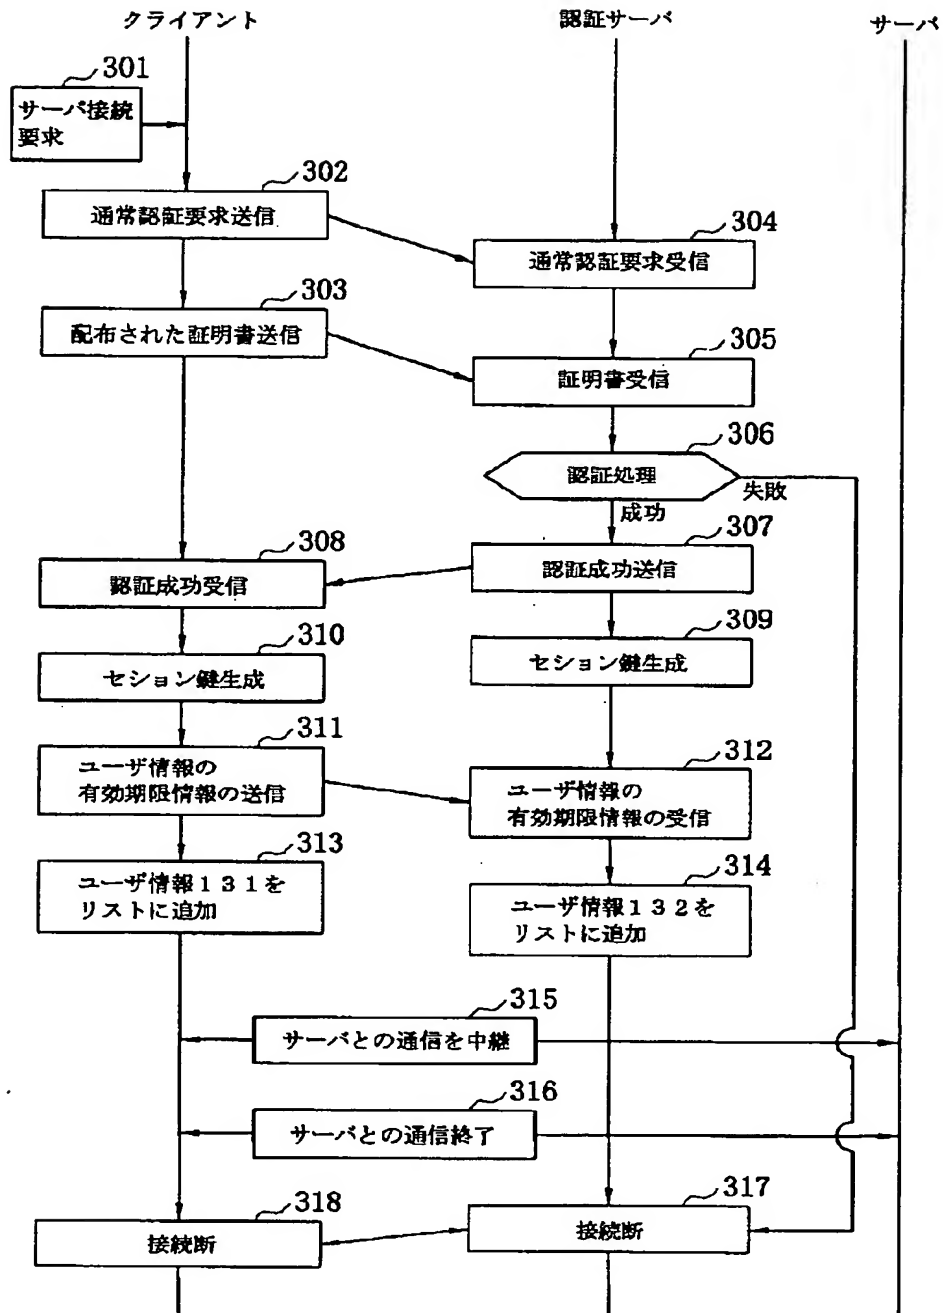 クライアント
認証サーバ
サーバ
301
サーバ接続
要求
302
通常認証要求送信
304
通常認証要求受信
303
配布された証明書送信
305
証明書受信
306
認証処理
失敗
成功
307
認証成功送信
308
認証成功受信
309
セション鍵生成
310
セション鍵生成
311
ユーザ情報の
有効期限情報の送信
312
ユーザ情報の
有効期限情報の受信
313
ユーザ情報131を
リストに追加
314
ユーザ情報132を
リストに追加
315
サーバとの通信を中継
316
サーバとの通信終了
317
接続断
318
接続断